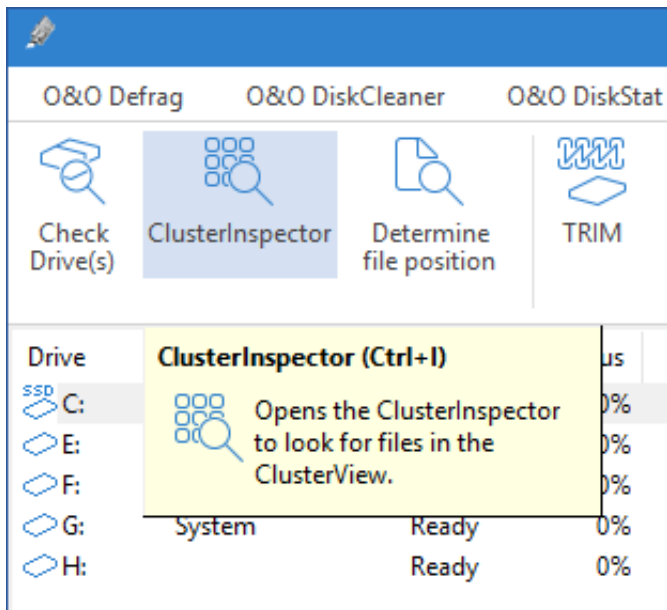 O&O Defrag O&O DiskCleaner O&O DiskStat
Check Drive(s) ClusterInspector Determine file position TRIM
Drive us
ClusterInspector (Ctrl+I)
Opens the ClusterInspector
to look for files in the
ClusterView.
SSD C: 0%
E: 0%
F: 0%
G: System Ready 0%
H: Ready 0%